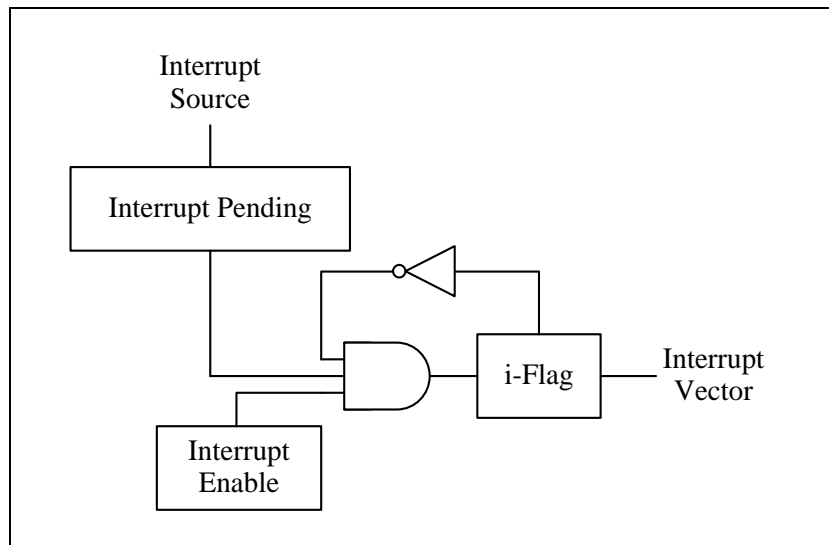 Interrupt
Source
Interrupt Pending
i-Flag
Interrupt
Vector
Interrupt
Enable